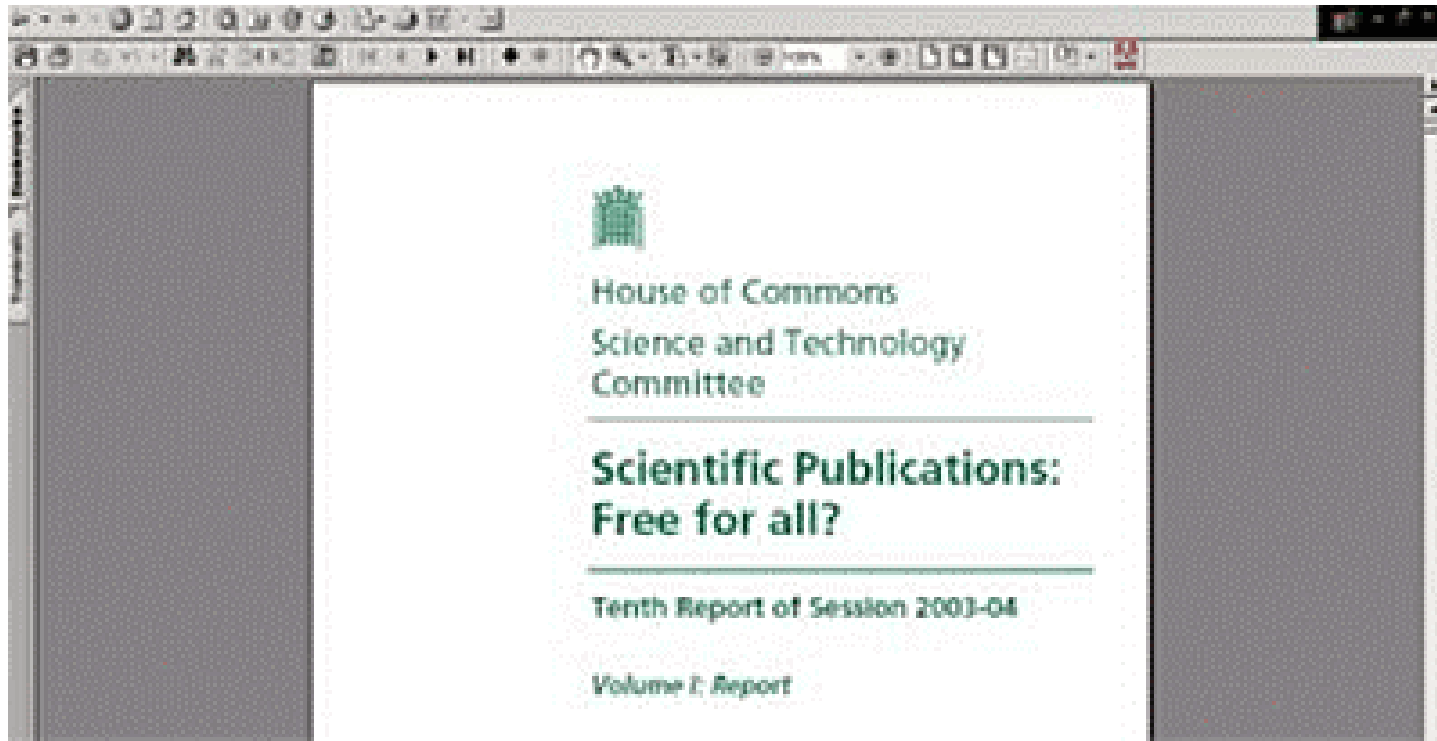 House of Commons
Science and Technology
Committee
Scientific Publications:
Free for all?
Tenth Report of Session 2003-04
Volume I: Report